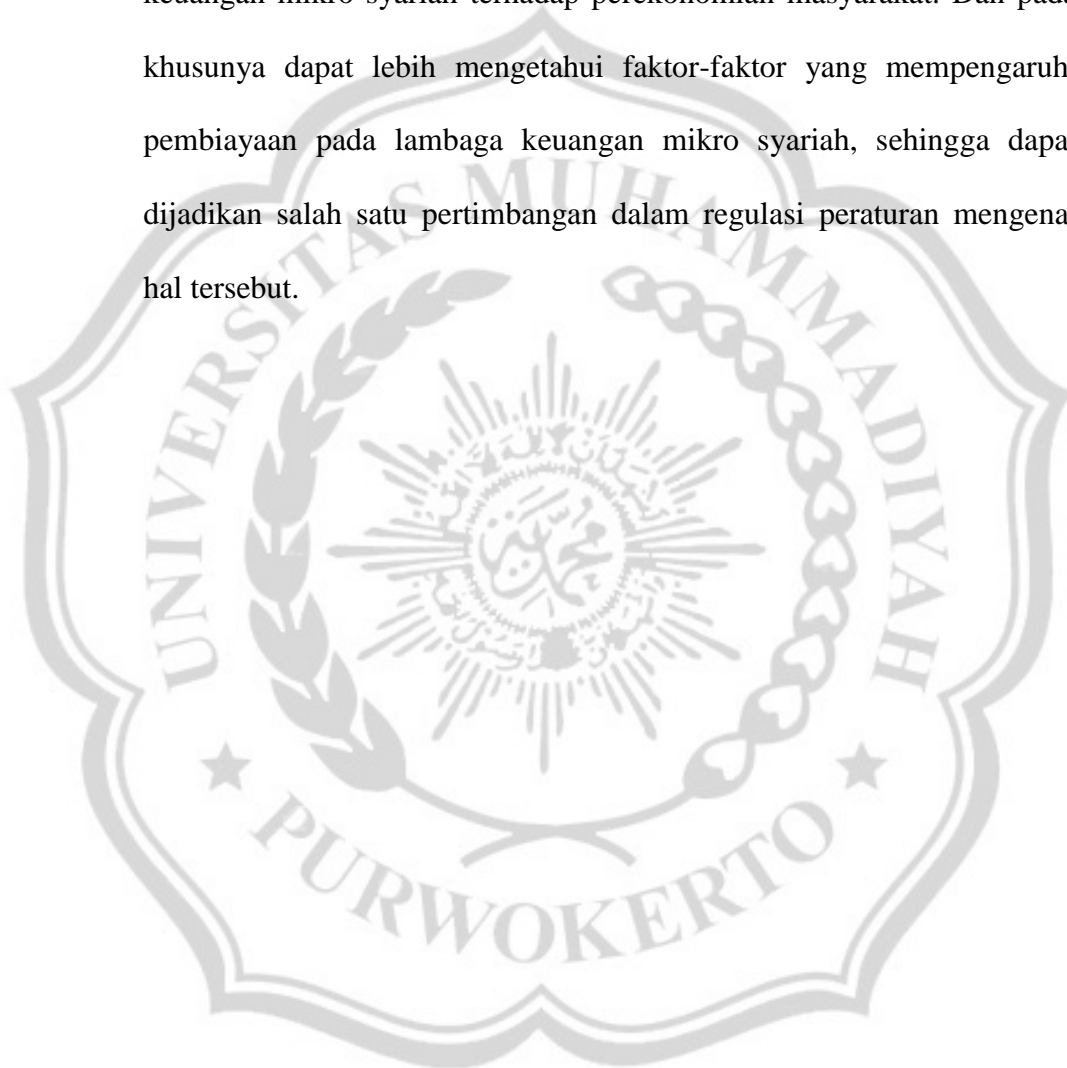 keuangan mikro syariah terhadap perekonomian masyarakat. Dan pada
khusunya dapat lebih mengetahui faktor-faktor yang mempengaruh
pembiayaan pada lambaga keuangan mikro syariah, sehingga dapa
dijadikan salah satu pertimbangan dalam regulasi peraturan mengena
hal tersebut.
UNIVERSITAS MUHAMMADIYAH
PURWOKERTO